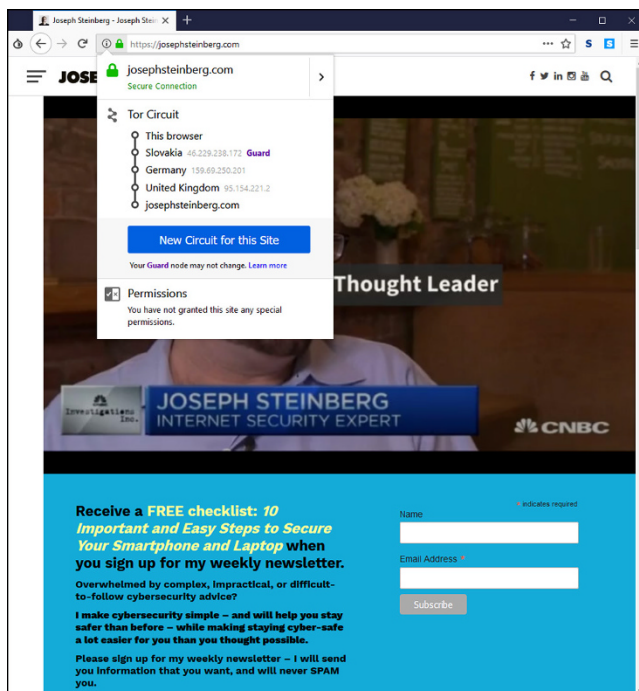 Joseph Steinberg - Joseph Stein
https://josephsteinberg.com
S
S
JOSE
josephsteinberg.com
Secure Connection
Tor Circuit
This browser
Slovakia 46.229.238.172 Guard
Germany 159.69.250.201
United Kingdom 95.154.221.2
josephsteinberg.com
New Circuit for this Site
Your Guard node may not change. Learn more
Permissions
You have not granted this site any special
permissions.
Thought Leader
Investigations
Inc.
JOSEPH STEINBERG
INTERNET SECURITY EXPERT
CNBC
Receive a FREE checklist: 10
Important and Easy Steps to Secure
Your Smartphone and Laptop when
you sign up for my weekly newsletter.
Overwhelmed by complex, impractical, or difficult-
to-follow cybersecurity advice?
I make cybersecurity simple – and will help you stay
safer than before – while making staying cyber-safe
a lot easier for you than you thought possible.
Please sign up for my weekly newsletter – I will send
you information that you want, and will never SPAM
you.
* indicates required
Name
Email Address *
Subscribe